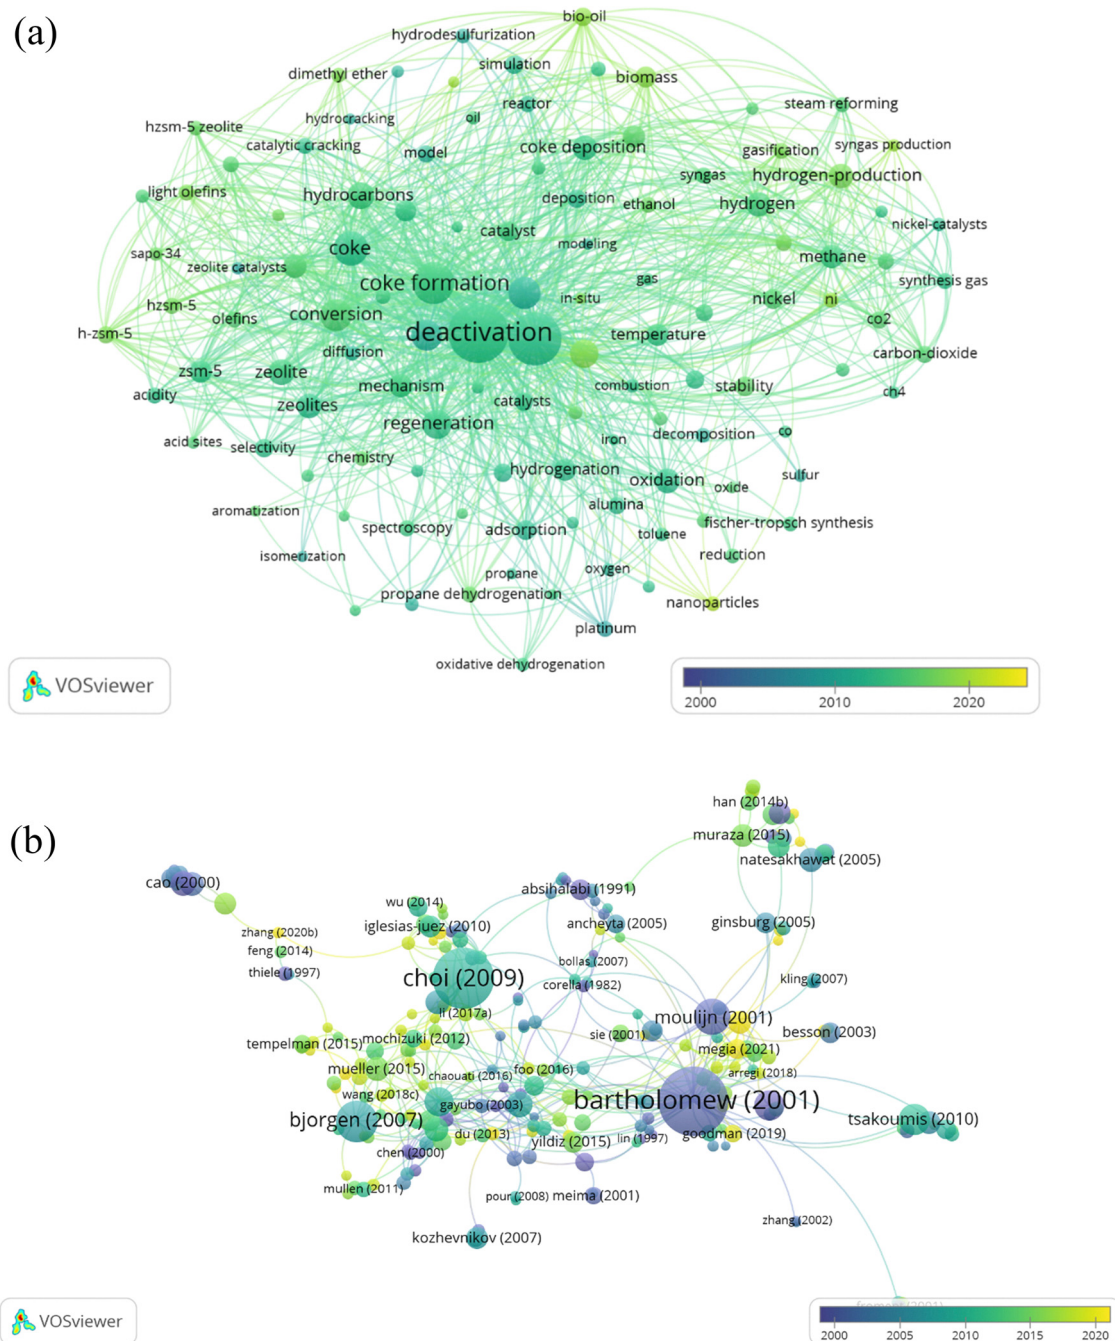 (a)
bio-oil
hydrodesulfurization
simulation
dimethyl ether
biomass
reactor
steam reforming
hydrocracking
oil
hzsm-5 zeolite
catalytic cracking
model
coke deposition
gasification
syngas production
syngas
hydrogen-production
light olefins
hydrocarbons
deposition
ethanol
hydrogen
nickel-catalysts
catalyst
coke
modeling
sapo-34
zeolite catalysts
methane
gas
synthesis gas
coke formation
in-situ
nickel
ni
hzsm-5
olefins
conversion
co2
h-zsm-5
deactivation
temperature
diffusion
carbon-dioxide
zsm-5
zeolite
mechanism
combustion
stability
acidity
zeolites
catalysts
ch4
regeneration
acid sites
selectivity
iron
decomposition
co
chemistry
hydrogenation
oxidation
sulfur
oxide
aromatization
alumina
spectroscopy
adsorption
toluene
fischer-tropsch synthesis
isomerization
reduction
propane
oxygen
propane dehydrogenation
nanoparticles
platinum
oxidative dehydrogenation
VOSviewer
2000
2010
2020
(b)
han (2014b)
muraza (2015)
natesakhawat (2005)
cao (2000)
absihalabi (1991)
wu (2014)
iglesias-juez (2010)
ancheyta (2005)
ginsburg (2005)
zhang (2020b)
feng (2014)
thiele (1997)
bollas (2007)
choi (2009)
corella (1982)
kling (2007)
li (2017a)
moulijn (2001)
sie (2001)
besson (2003)
tempelman (2015)
mochizuki (2012)
megia (2021)
mueller (2015)
chaouati (2016)
foo (2016)
arregi (2018)
wang (2018c)
gayubo (2003)
bartholomew (2001)
bjorgen (2007)
tsakoumis (2010)
du (2013)
yildiz (2015)
lin (1997)
goodman (2019)
chen (2000)
mullen (2011)
pour (2008)
meima (2001)
zhang (2002)
kozhevnikov (2007)
froment (2001)
VOSviewer
2000
2005
2010
2015
2020